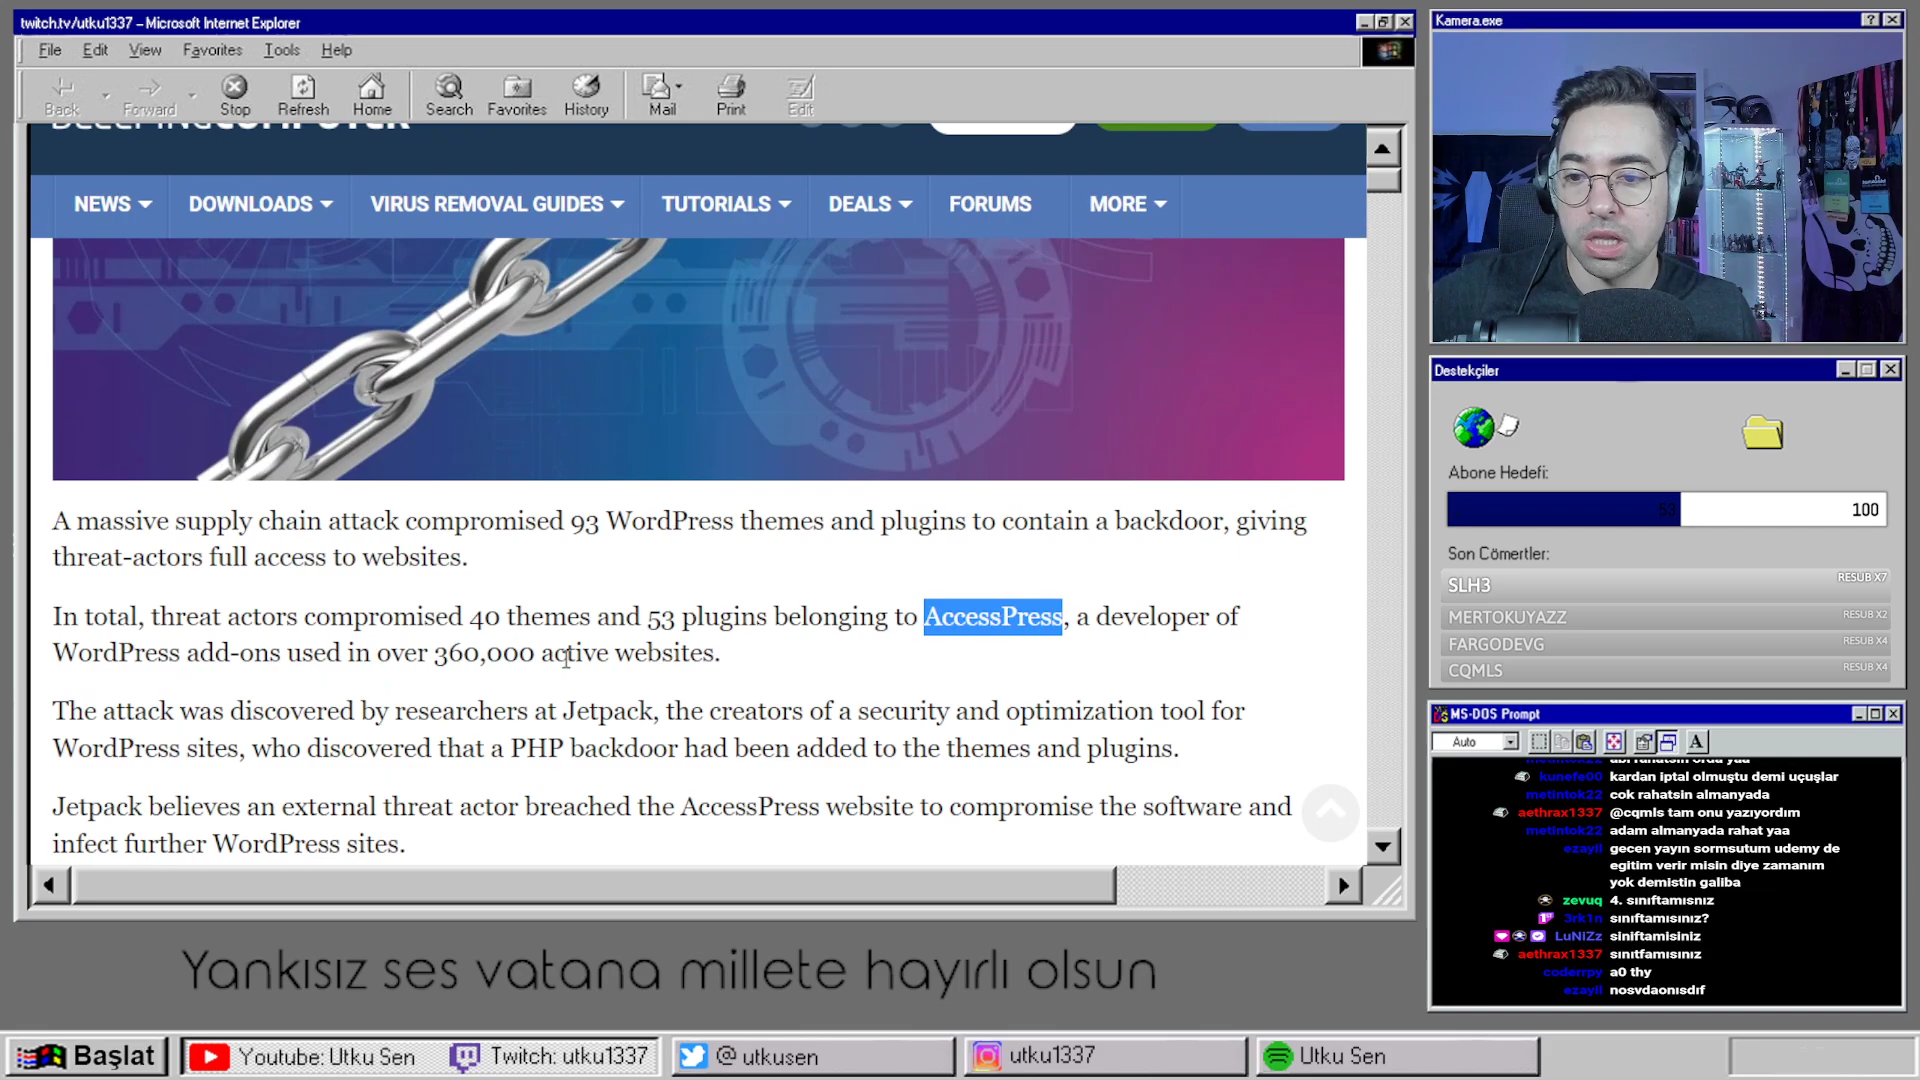 twitch.tv/utku1337 – Microsoft Internet Explorer
File Edit View Favorites Tools Help
Back Forward Stop Refresh Home Search Favorites History Mail Print Edit
BLEEPINGCOMPUTER
NEWS DOWNLOADS VIRUS REMOVAL GUIDES TUTORIALS DEALS FORUMS MORE
A massive supply chain attack compromised 93 WordPress themes and plugins to contain a backdoor, giving
threat-actors full access to websites.
In total, threat actors compromised 40 themes and 53 plugins belonging to AccessPress, a developer of
WordPress add-ons used in over 360,000 active websites.
The attack was discovered by researchers at Jetpack, the creators of a security and optimization tool for
WordPress sites, who discovered that a PHP backdoor had been added to the themes and plugins.
Jetpack believes an external threat actor breached the AccessPress website to compromise the software and
infect further WordPress sites.
Kamera.exe
Destekçiler
Abone Hedefi:
53 100
Son Cömertler:
SLH3 RESUB X7
MERTOKUYAZZ RESUB X2
FARGODEVG RESUB X4
CQMLS RESUB X4
MS-DOS Prompt
Auto
metintok22 abi rahatsin orda yaa
kunefe00 kardan iptal olmuştu demi uçuşlar
metintok22 cok rahatsin almanyada
aethrax1337 @cqmls tam onu yazıyordım
metintok22 adam almanyada rahat yaa
ezayil gecen yayın sormsutum udemy de
egitim verir misin diye zamanım
yok demistin galiba
zevuq 4. sınıftamısnız
3rk1n sınıftamısınız?
LuNiZz siniftamisiniz
aethrax1337 sınıtfamısınız
coderrpy a0 thy
ezayil nosvdaonısdıf
Yankısız ses vatana millete hayırlı olsun
Başlat
Youtube: Utku Sen
Twitch: utku1337
@utkusen
utku1337
Utku Sen